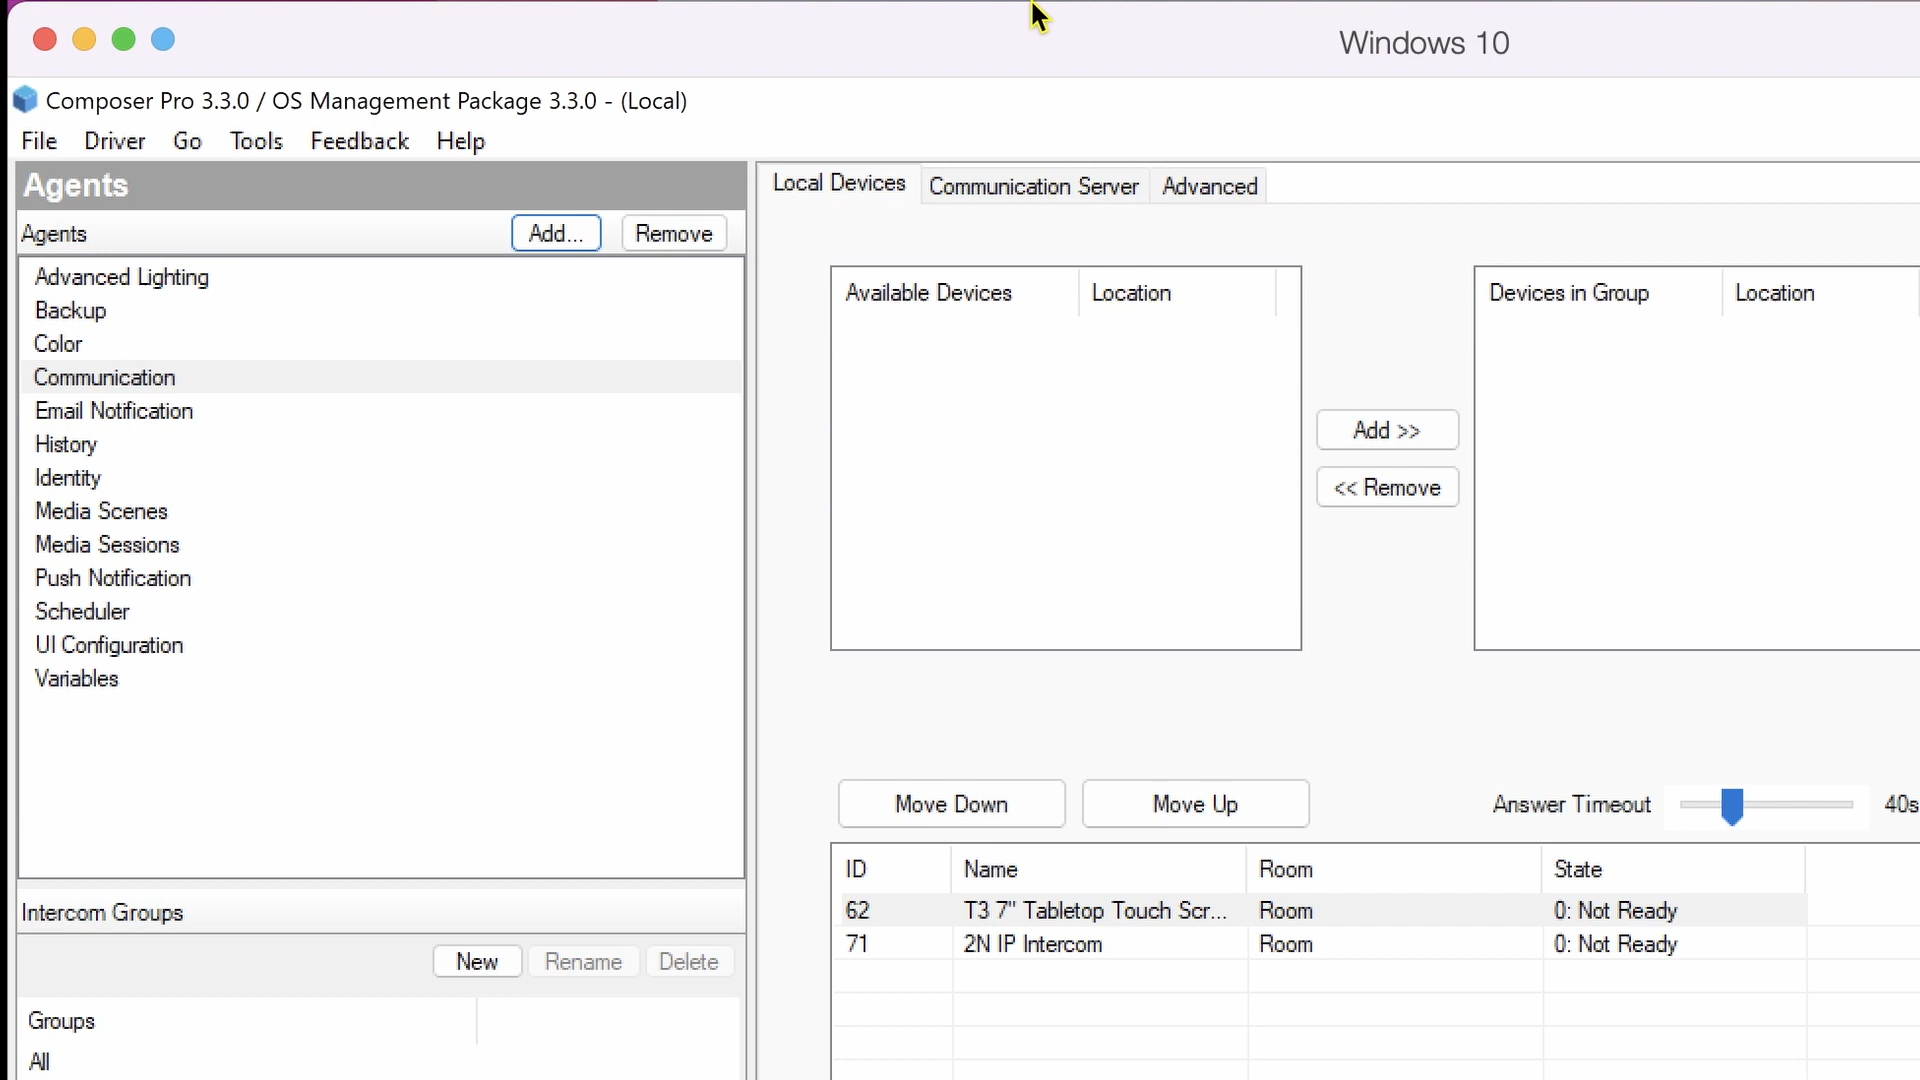 Windows 10
Composer Pro 3.3.0 / OS Management Package 3.3.0 - (Local)
File Driver Go Tools Feedback Help
Agents
Agents Add... Remove
Advanced Lighting
Backup
Color
Communication
Email Notification
History
Identity
Media Scenes
Media Sessions
Push Notification
Scheduler
UI Configuration
Variables
Intercom Groups
New Rename Delete
Groups
All
Local Devices Communication Server Advanced
Available Devices Location
Add >>
<< Remove
Devices in Group Location
Move Down Move Up Answer Timeout 40s
ID Name Room State
62 T3 7" Tabletop Touch Scr... Room 0: Not Ready
71 2N IP Intercom Room 0: Not Ready